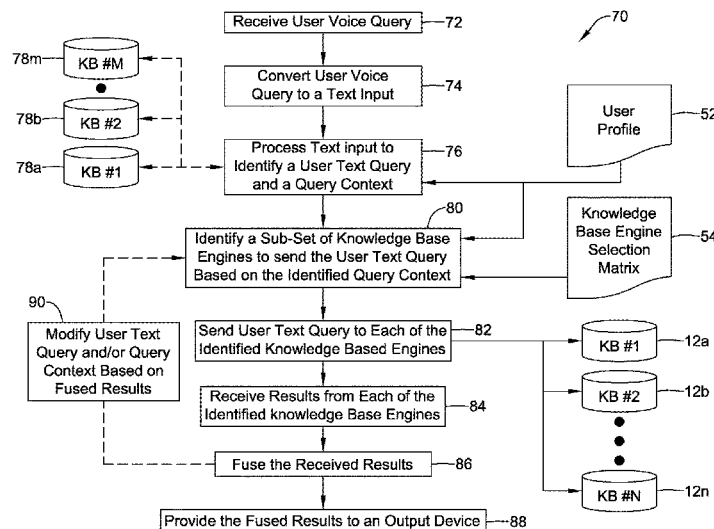 Receive User Voice Query
72
70
78m
KB #M
Convert User Voice
Query to a Text Input
74
78b
KB #2
User
Profile
52
78a
KB #1
Process Text input to
Identify a User Text Query
and a Query Context
76
80
Identify a Sub-Set of Knowledge Base
Engines to send the User Text Query
Based on the Identified Query Context
Knowledge
Base Engine
Selection
Matrix
54
90
Modify User Text
Query and/or Query
Context Based on
Fused Results
Send User Text Query to Each of the
Identified Knowledge Based Engines
82
KB #1
12a
KB #2
12b
Receive Results from Each of the
Identified knowledge Base Engines
84
Fuse the Received Results
86
KB #N
12n
Provide the Fused Results to an Output Device
88